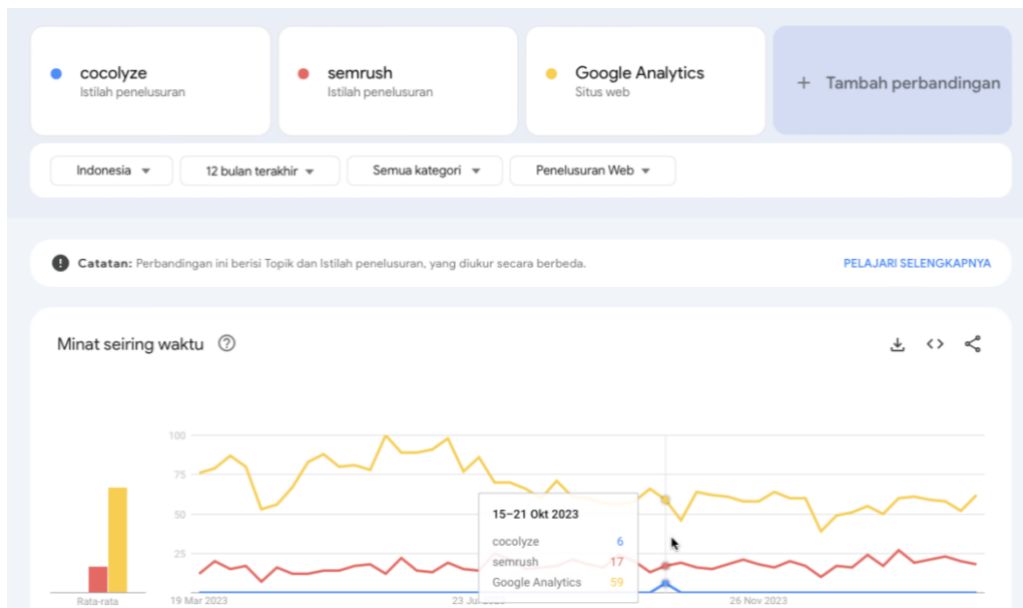 cocolyze
Istilah penelusuran
semrush
Istilah penelusuran
Google Analytics
Situs web
+ Tambah perbandingan
Indonesia
12 bulan terakhir
Semua kategori
Penelusuran Web
Catatan: Perbandingan ini berisi Topik dan Istilah penelusuran, yang diukur secara berbeda.
PELAJARI SELENGKAPNYA
Minat seiring waktu
100
75
50
25
15–21 Okt 2023
cocolyze 6
semrush 17
Google Analytics 59
Rata-rata
19 Mar 2023
23 Jul
26 Nov 2023